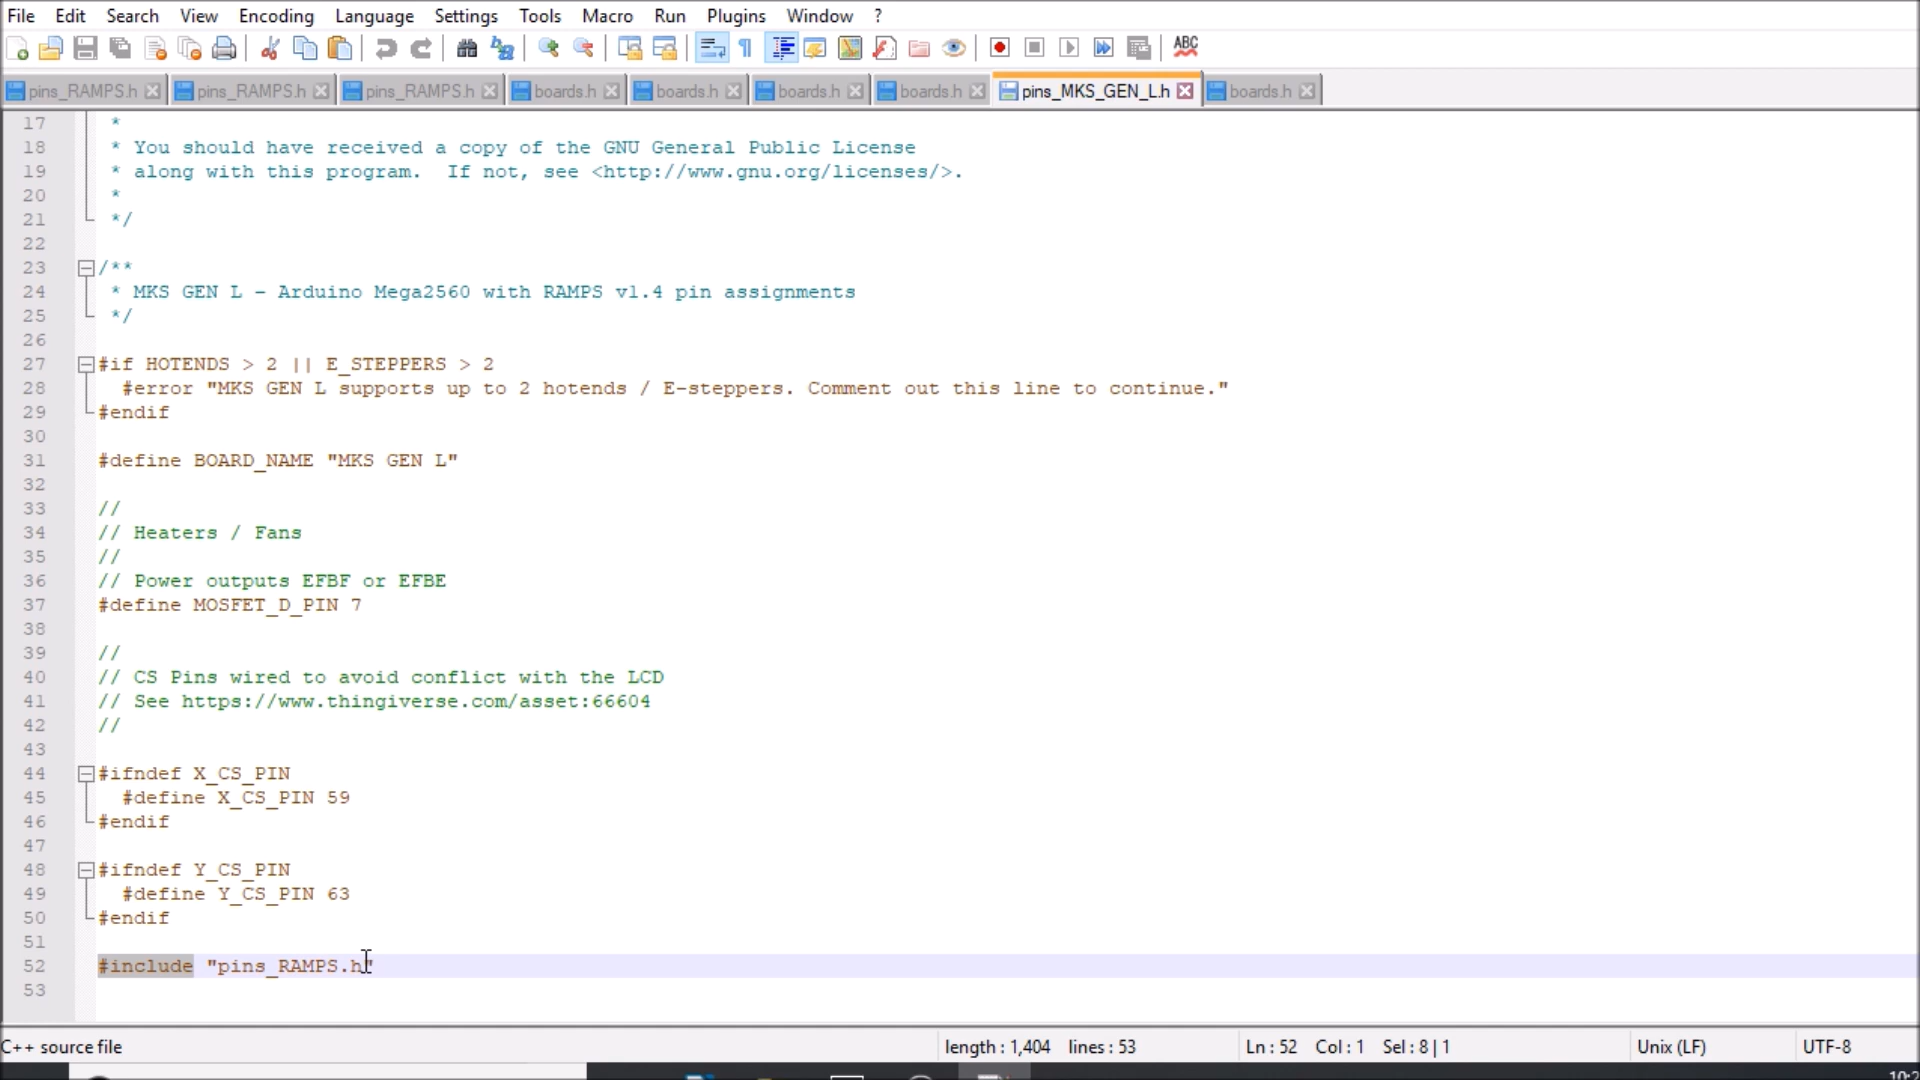 File Edit Search View Encoding Language Settings Tools Macro Run Plugins Window ?
ABC
pins_RAMPS.h pins_RAMPS.h pins_RAMPS.h boards.h boards.h boards.h boards.h pins_MKS_GEN_L.h boards.h
17 *
18 * You should have received a copy of the GNU General Public License
19 * along with this program.  If not, see <http://www.gnu.org/licenses/>.
20 *
21 */
22
23 /**
24 * MKS GEN L – Arduino Mega2560 with RAMPS v1.4 pin assignments
25 */
26
27 #if HOTENDS > 2 || E_STEPPERS > 2
28 #error "MKS GEN L supports up to 2 hotends / E-steppers. Comment out this line to continue."
29 #endif
30
31 #define BOARD_NAME "MKS GEN L"
32
33 //
34 // Heaters / Fans
35 //
36 // Power outputs EFBF or EFBE
37 #define MOSFET_D_PIN 7
38
39 //
40 // CS Pins wired to avoid conflict with the LCD
41 // See https://www.thingiverse.com/asset:66604
42 //
43
44 #ifndef X_CS_PIN
45 #define X_CS_PIN 59
46 #endif
47
48 #ifndef Y_CS_PIN
49 #define Y_CS_PIN 63
50 #endif
51
52 #include "pins_RAMPS.h"
53
C++ source file length : 1,404 lines : 53 Ln : 52 Col : 1 Sel : 8 | 1 Unix (LF) UTF-8